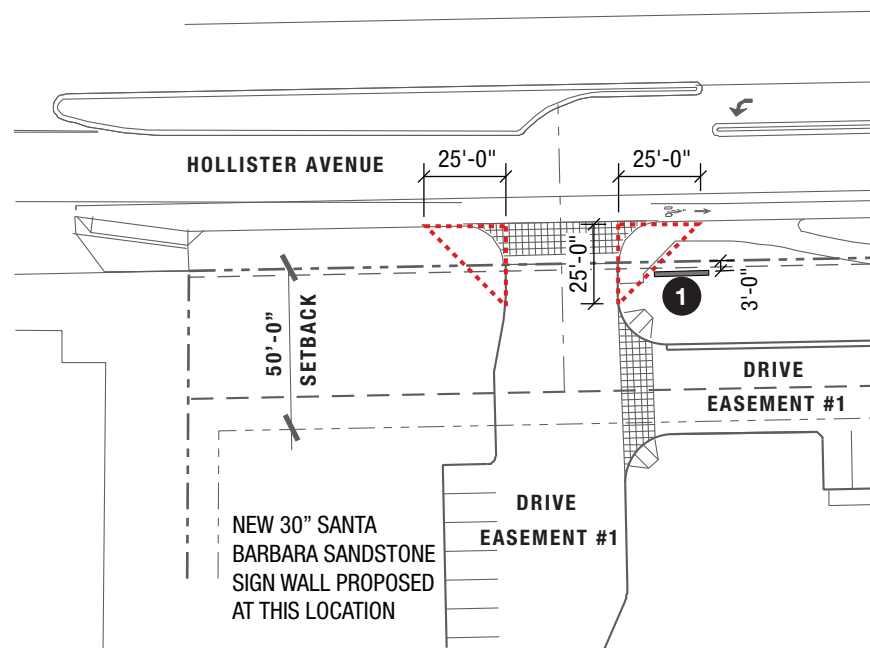 HOLLISTER AVENUE
25'-0"
25'-0"
25'-0"
3'-0"
1
50'-0"
SETBACK
DRIVE
EASEMENT #1
DRIVE
EASEMENT #1
NEW 30” SANTA
BARBARA SANDSTONE
SIGN WALL PROPOSED
AT THIS LOCATION